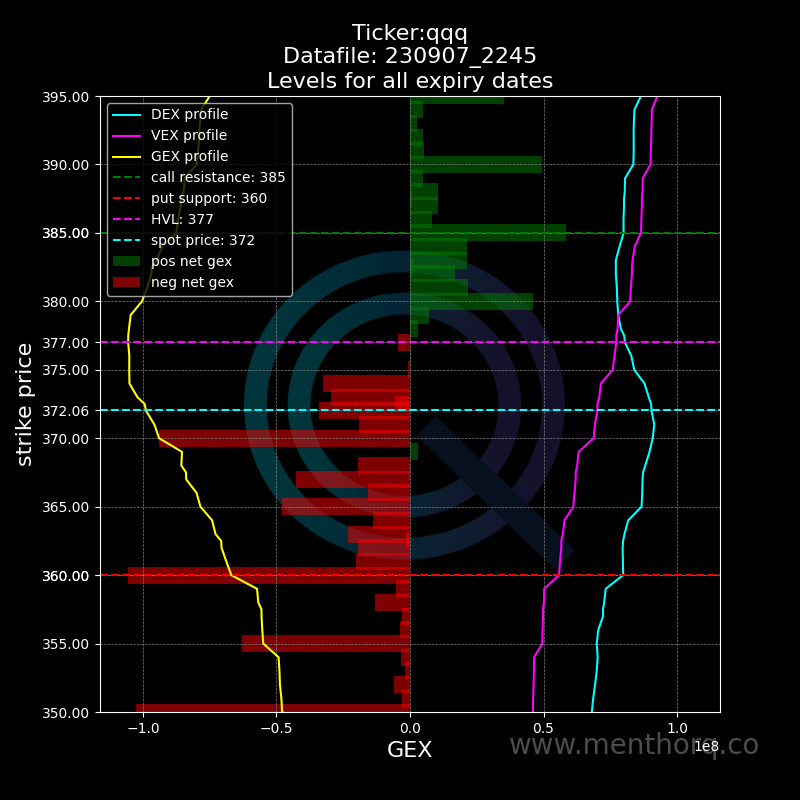 Ticker:qqq
Datafile: 230907_2245
Levels for all expiry dates
DEX profile
VEX profile
GEX profile
call resistance: 385
put support: 360
HVL: 377
spot price: 372
pos net gex
neg net gex
strike price
395.00
390.00
385.00
380.00
377.00
375.00
372.06
370.00
365.00
360.00
355.00
350.00
−1.0
−0.5
0.0
0.5
1.0
1e8
GEX
www.menthorq.co